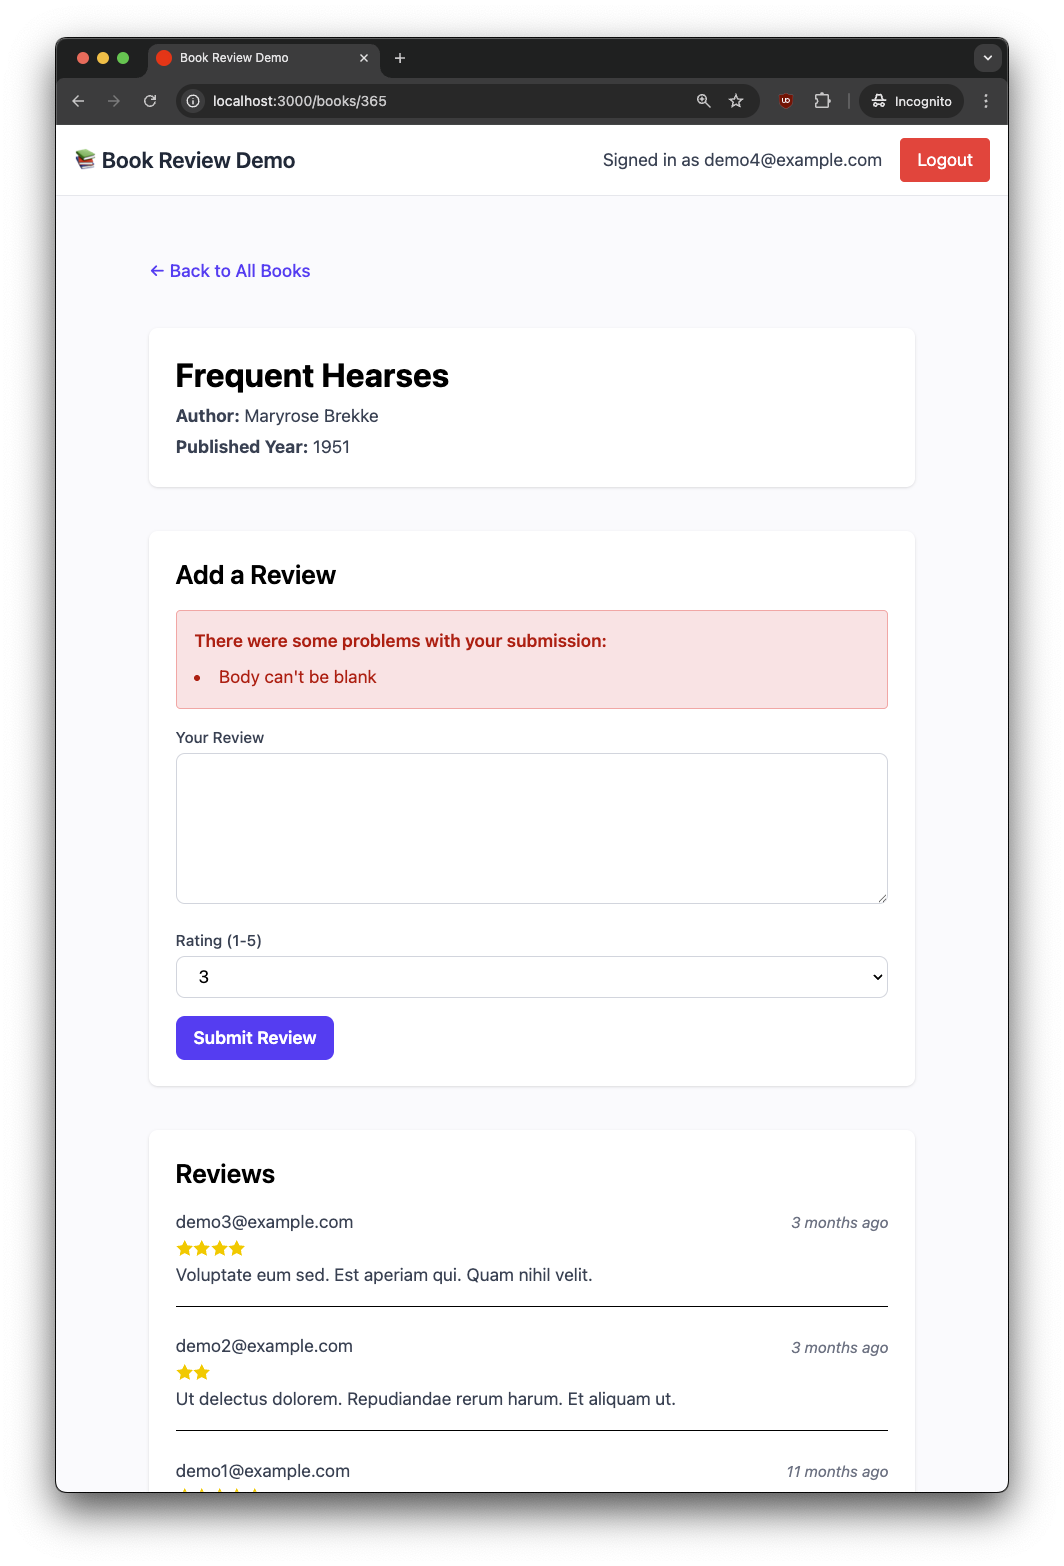 Book Review Demo
localhost:3000/books/365
Incognito
📚 Book Review Demo
Signed in as demo4@example.com
Logout
← Back to All Books
Frequent Hearses
Author: Maryrose Brekke
Published Year: 1951
Add a Review
There were some problems with your submission:
• Body can't be blank
Your Review
Rating (1-5)
3
Submit Review
Reviews
demo3@example.com
3 months ago
★★★★
Voluptate eum sed. Est aperiam qui. Quam nihil velit.
demo2@example.com
3 months ago
★★
Ut delectus dolorem. Repudiandae rerum harum. Et aliquam ut.
demo1@example.com
11 months ago